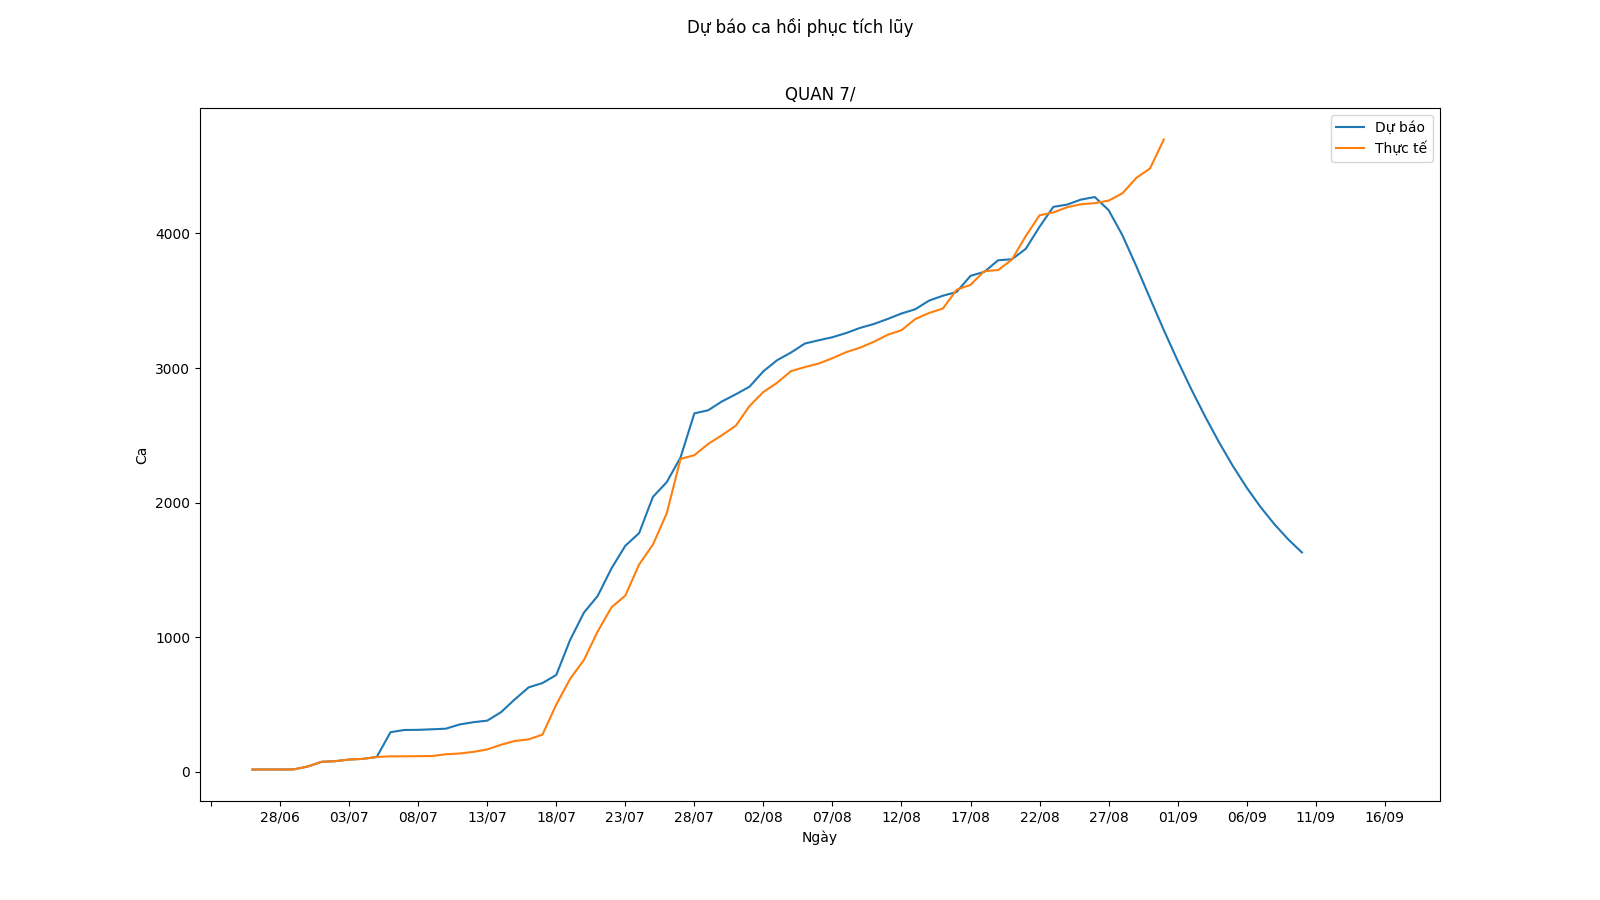 Dự báo ca hồi phục tích lũy
QUAN 7/
Dự báo
Thực tế
4000
3000
2000
1000
0
Ca
28/06 03/07 08/07 13/07 18/07 23/07 28/07 02/08 07/08 12/08 17/08 22/08 27/08 01/09 06/09 11/09 16/09
Ngày